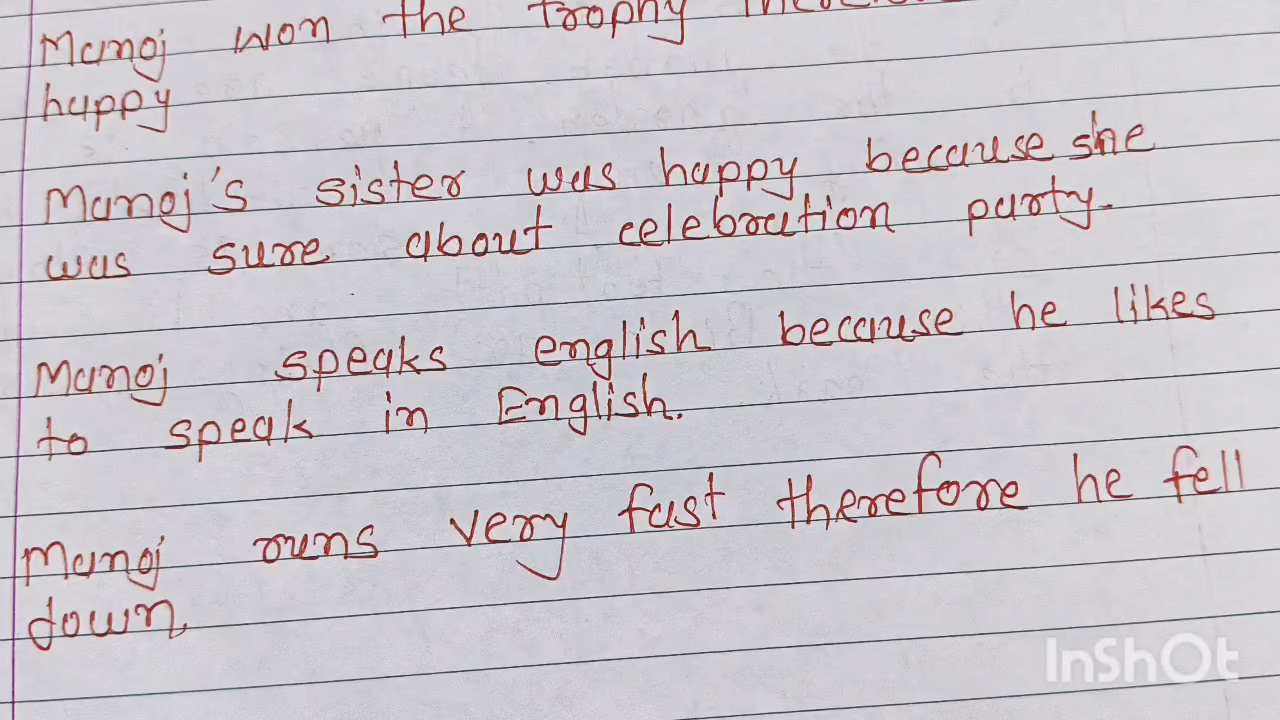 Manoj won the trophy
happy
Manoj's sister was happy because she
was sure about celebration party.
Manoj speaks english because he likes
to speak in English.
Manoj runs very fast therefore he fell
down
InShOt